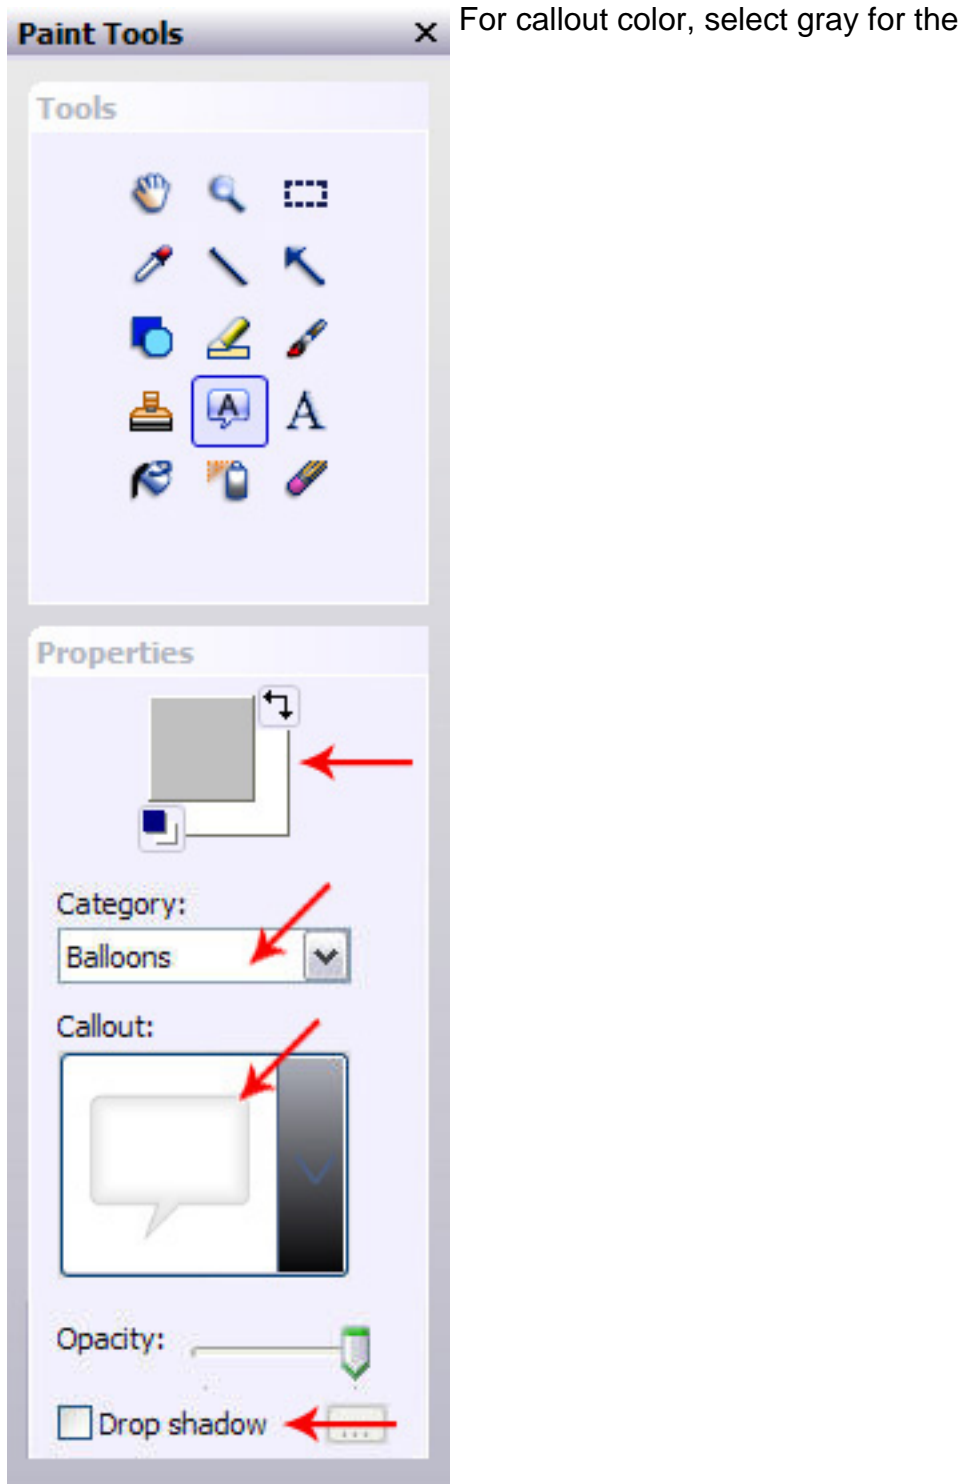 Paint Tools
For callout color, select gray for the
Tools
A
A
Properties
Category:
Balloons
Callout:
Opacity:
Drop shadow
...